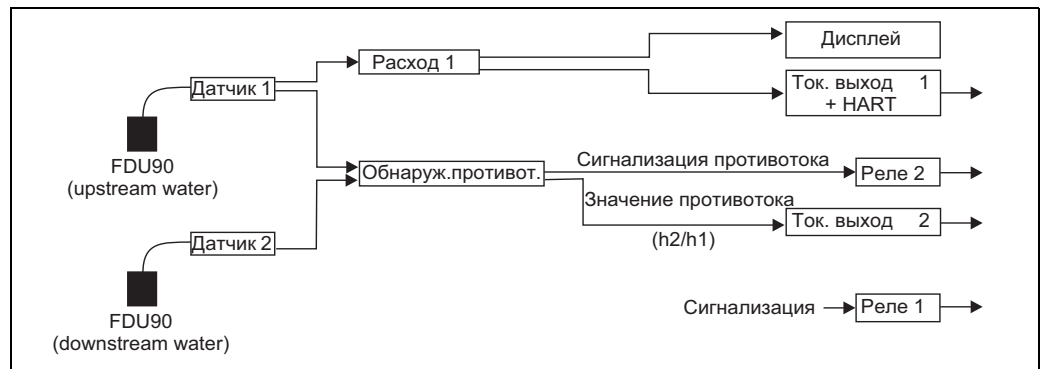 Дисплей
Расход 1
Ток. выход 1
+ HART
Датчик 1
FDU90
(upstream water)
Обнаруж.противот.
Сигнализация противотока
Реле 2
Значение противотока
(h2/h1)
Ток. выход 2
Датчик 2
FDU90
(downstream water)
Сигнализация
Реле 1